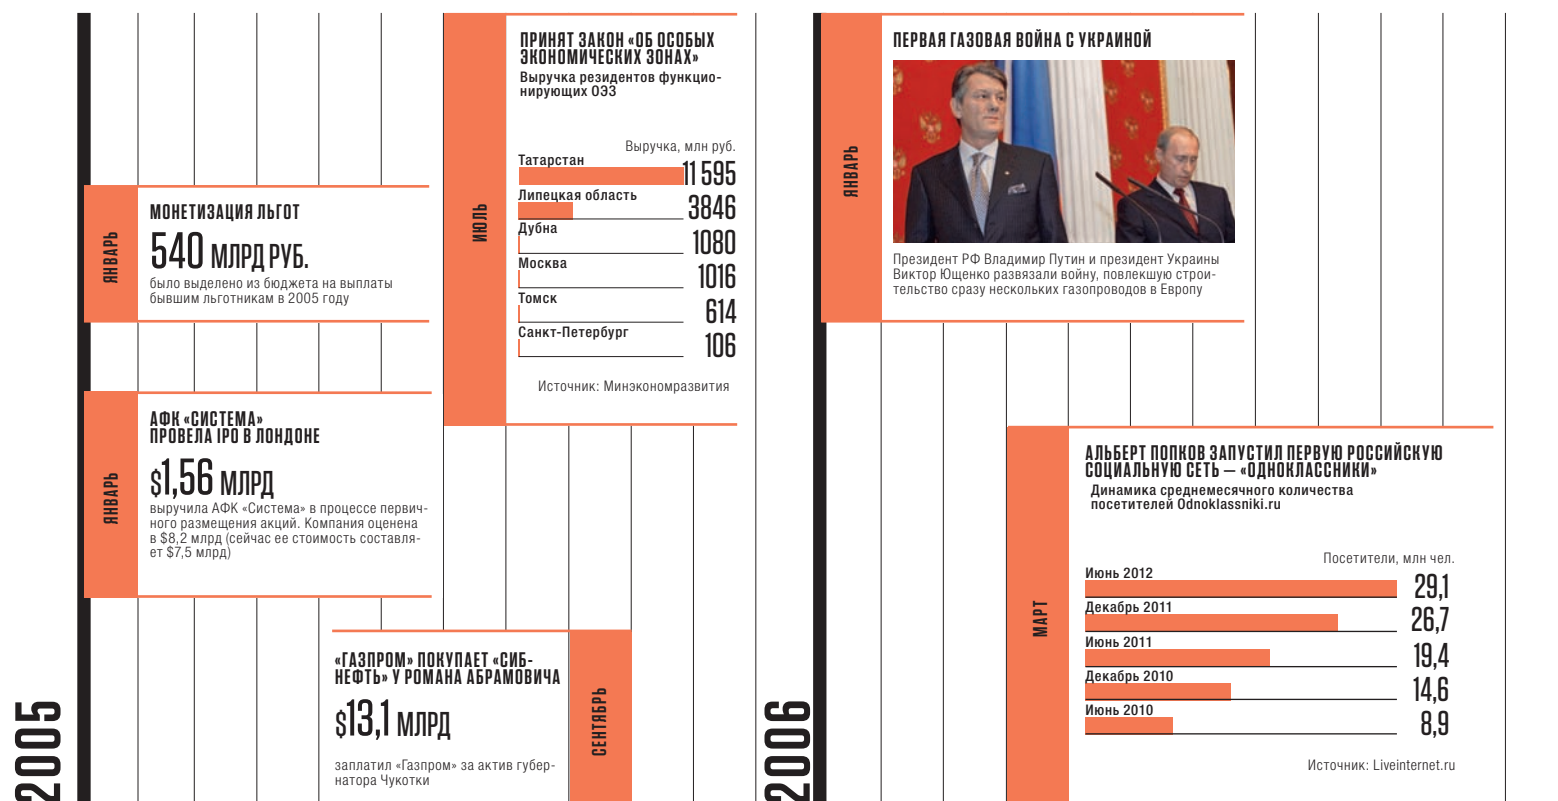 2005
ЯНВАРЬ
МОНЕТИЗАЦИЯ ЛЬГОТ
540 МЛРД РУБ.
было выделено из бюджета на выплаты
бывшим льготникам в 2005 году
ЯНВАРЬ
АФК «СИСТЕМА»
ПРОВЕЛА IPO В ЛОНДОНЕ
$1,56 МЛРД
выручила АФК «Система» в процессе первич-
ного размещения акций. Компания оценена
в $8,2 млрд (сейчас ее стоимость составля-
ет $7,5 млрд)
ИЮЛЬ
ПРИНЯТ ЗАКОН «ОБ ОСОБЫХ
ЭКОНОМИЧЕСКИХ ЗОНАХ»
Выручка резидентов функцио-
нирующих ОЭЗ
Выручка, млн руб.
Татарстан 11 595
Липецкая область 3846
Дубна 1080
Москва 1016
Томск 614
Санкт-Петербург 106
Источник: Минэкономразвития
«ГАЗПРОМ» ПОКУПАЕТ «СИБ-
НЕФТЬ» У РОМАНА АБРАМОВИЧА
$13,1 МЛРД
заплатил «Газпром» за актив губер-
натора Чукотки
СЕНТЯБРЬ
2006
ЯНВАРЬ
ПЕРВАЯ ГАЗОВАЯ ВОЙНА С УКРАИНОЙ
Президент РФ Владимир Путин и президент Украины
Виктор Ющенко развязали войну, повлекшую строи-
тельство сразу нескольких газопроводов в Европу
МАРТ
АЛЬБЕРТ ПОПКОВ ЗАПУСТИЛ ПЕРВУЮ РОССИЙСКУЮ
СОЦИАЛЬНУЮ СЕТЬ — «ОДНОКЛАССНИКИ»
Динамика среднемесячного количества
посетителей Odnoklassniki.ru
Посетители, млн чел.
Июнь 2012 29,1
Декабрь 2011 26,7
Июнь 2011 19,4
Декабрь 2010 14,6
Июнь 2010 8,9
Источник: Liveinternet.ru